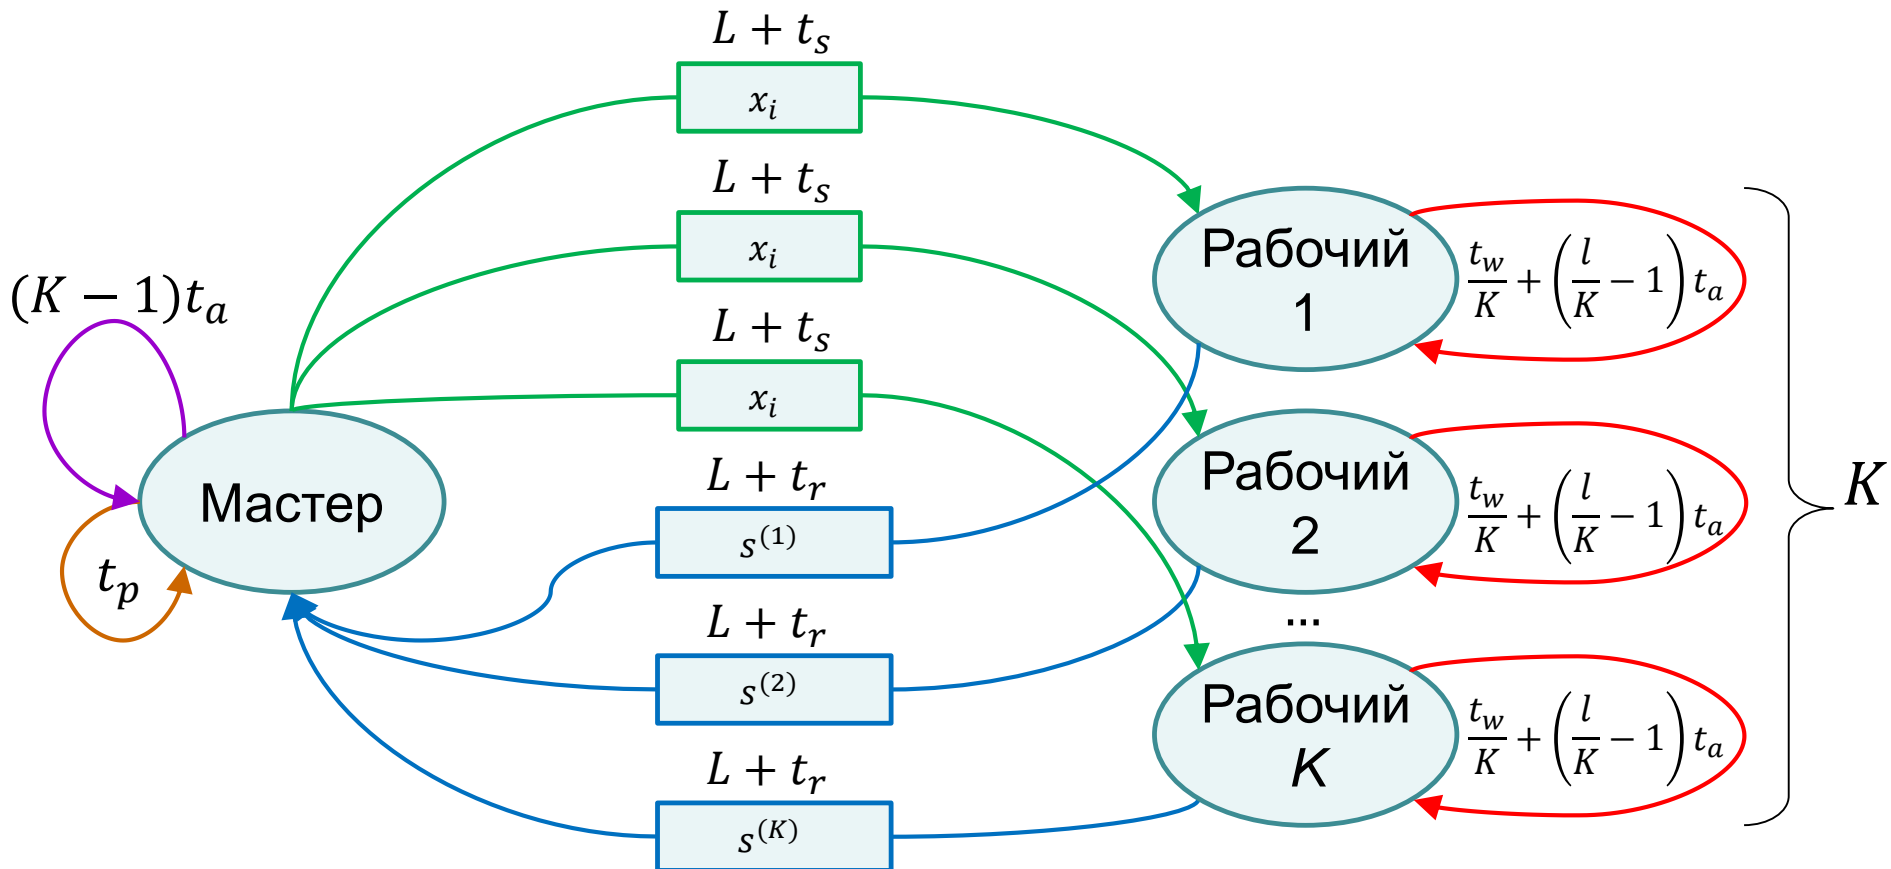 L + t_s
x_i
L + t_s
x_i
L + t_s
x_i
(K − 1)t_a
Мастер
t_p
L + t_r
s^(1)
L + t_r
s^(2)
L + t_r
s^(K)
Рабочий
1
t_w/K + (l/K − 1) t_a
Рабочий
2
t_w/K + (l/K − 1) t_a
...
Рабочий
K
t_w/K + (l/K − 1) t_a
K